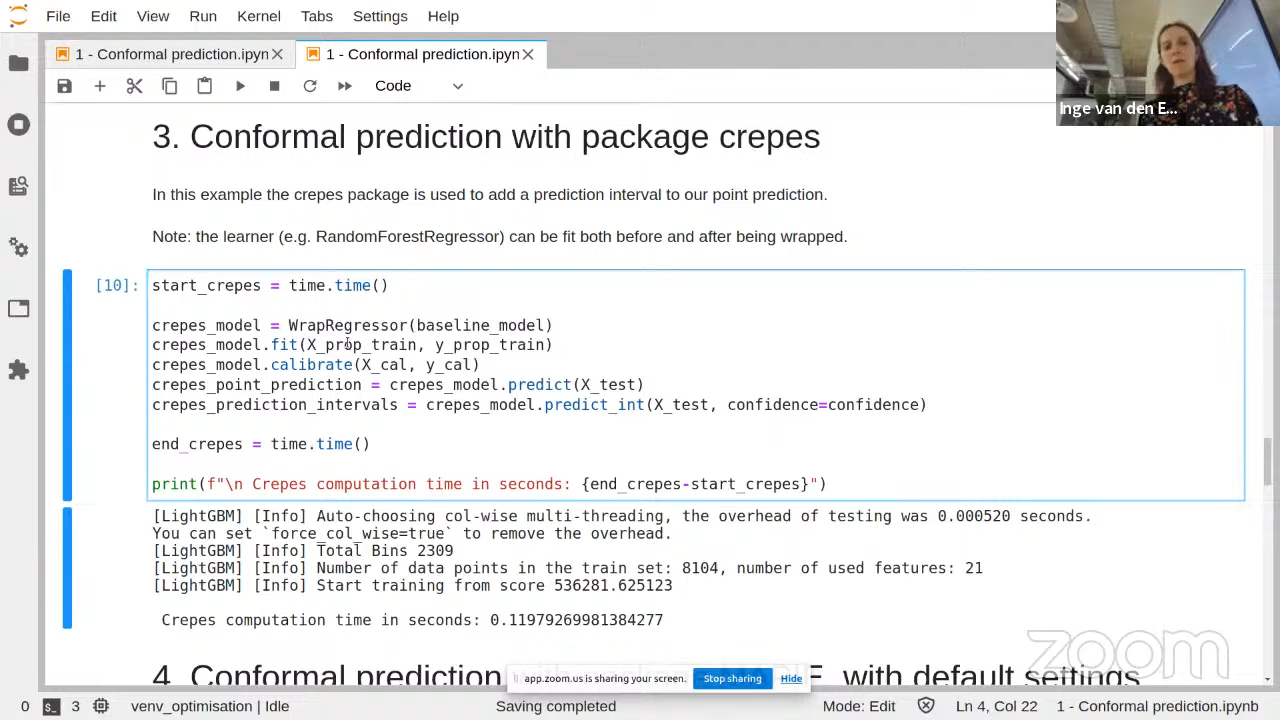 File Edit View Run Kernel Tabs Settings Help
1 - Conformal prediction.ipyn
1 - Conformal prediction.ipyn
Code
Inge van den E...
3. Conformal prediction with package crepes
In this example the crepes package is used to add a prediction interval to our point prediction.
Note: the learner (e.g. RandomForestRegressor) can be fit both before and after being wrapped.
[10]:
start_crepes = time.time()
crepes_model = WrapRegressor(baseline_model)
crepes_model.fit(X_prop_train, y_prop_train)
crepes_model.calibrate(X_cal, y_cal)
crepes_point_prediction = crepes_model.predict(X_test)
crepes_prediction_intervals = crepes_model.predict_int(X_test, confidence=confidence)
end_crepes = time.time()
print(f"\n Crepes computation time in seconds: {end_crepes-start_crepes}")
[LightGBM] [Info] Auto-choosing col-wise multi-threading, the overhead of testing was 0.000520 seconds.
You can set `force_col_wise=true` to remove the overhead.
[LightGBM] [Info] Total Bins 2309
[LightGBM] [Info] Number of data points in the train set: 8104, number of used features: 21
[LightGBM] [Info] Start training from score 536281.625123
Crepes computation time in seconds: 0.11979269981384277
zoom
4. Conformal prediction with default settings
app.zoom.us is sharing your screen. Stop sharing Hide
0 3 venv_optimisation | Idle Saving completed Mode: Edit Ln 4, Col 22 1 - Conformal prediction.ipynb